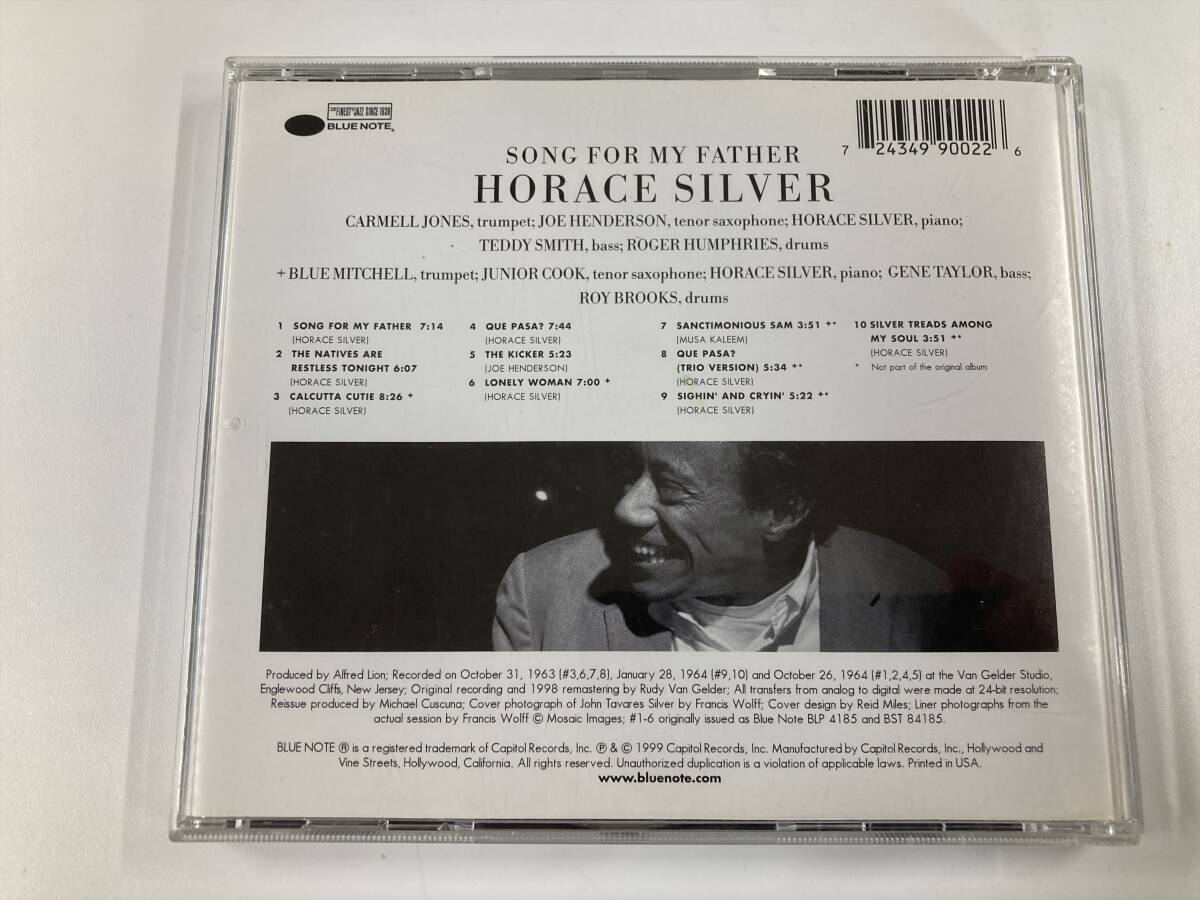 THE FINEST IN JAZZ SINCE 1939
BLUE NOTE®
7 24349 90022 6
SONG FOR MY FATHER
HORACE SILVER
CARMELL JONES, trumpet; JOE HENDERSON, tenor saxophone; HORACE SILVER, piano;
TEDDY SMITH, bass; ROGER HUMPHRIES, drums
+BLUE MITCHELL, trumpet; JUNIOR COOK, tenor saxophone; HORACE SILVER, piano; GENE TAYLOR, bass;
ROY BROOKS, drums
1 SONG FOR MY FATHER 7:14
(HORACE SILVER)
2 THE NATIVES ARE
RESTLESS TONIGHT 6:07
(HORACE SILVER)
3 CALCUTTA CUTIE 8:26 +
(HORACE SILVER)
4 QUE PASA? 7:44
(HORACE SILVER)
5 THE KICKER 5:23
(JOE HENDERSON)
6 LONELY WOMAN 7:00 +
(HORACE SILVER)
7 SANCTIMONIOUS SAM 3:51 +*
(MUSA KALEEM)
8 QUE PASA?
(TRIO VERSION) 5:34 +*
(HORACE SILVER)
9 SIGHIN' AND CRYIN' 5:22 +*
(HORACE SILVER)
10 SILVER TREADS AMONG
MY SOUL 3:51 +*
(HORACE SILVER)
* Not part of the original album
Produced by Alfred Lion; Recorded on October 31, 1963 (#3,6,7,8), January 28, 1964 (#9,10) and October 26, 1964 (#1,2,4,5) at the Van Gelder Studio,
Englewood Cliffs, New Jersey; Original recording and 1998 remastering by Rudy Van Gelder; All transfers from analog to digital were made at 24-bit resolution;
Reissue produced by Michael Cuscuna; Cover photograph of John Tavares Silver by Francis Wolff; Cover design by Reid Miles; Liner photographs from the
actual session by Francis Wolff © Mosaic Images; #1-6 originally issued as Blue Note BLP 4185 and BST 84185.
BLUE NOTE ® is a registered trademark of Capitol Records, Inc. ℗ & © 1999 Capitol Records, Inc. Manufactured by Capitol Records, Inc., Hollywood and
Vine Streets, Hollywood, California. All rights reserved. Unauthorized duplication is a violation of applicable laws. Printed in USA.
www.bluenote.com